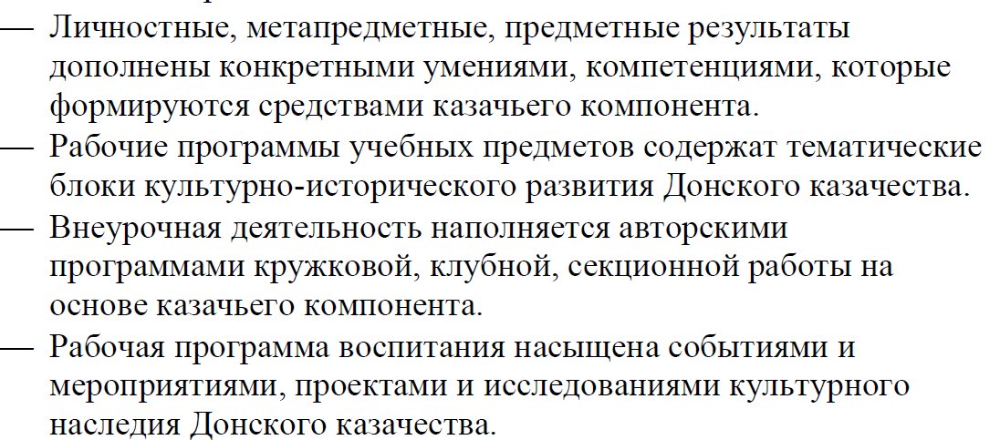 — Личностные, метапредметные, предметные результаты
дополнены конкретными умениями, компетенциями, которые
формируются средствами казачьего компонента.
— Рабочие программы учебных предметов содержат тематические
блоки культурно-исторического развития Донского казачества.
— Внеурочная деятельность наполняется авторскими
программами кружковой, клубной, секционной работы на
основе казачьего компонента.
— Рабочая программа воспитания насыщена событиями и
мероприятиями, проектами и исследованиями культурного
наследия Донского казачества.